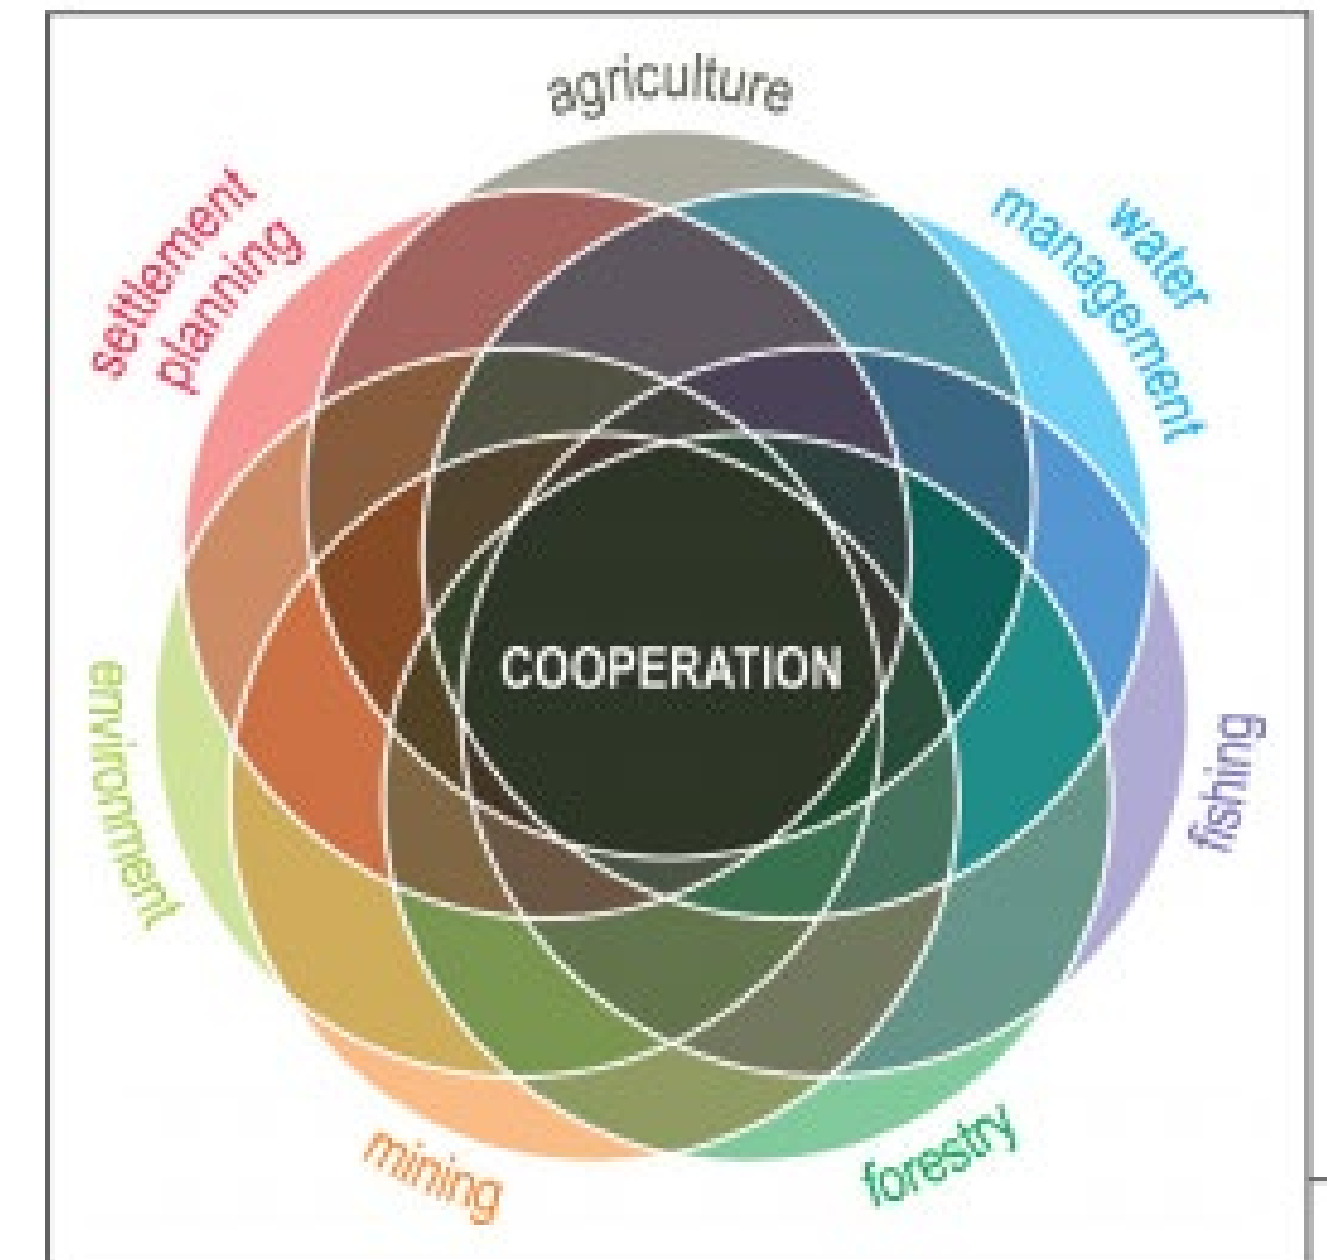 agriculture
settlement
planning
water
management
COOPERATION
environment
fishing
mining
forestry